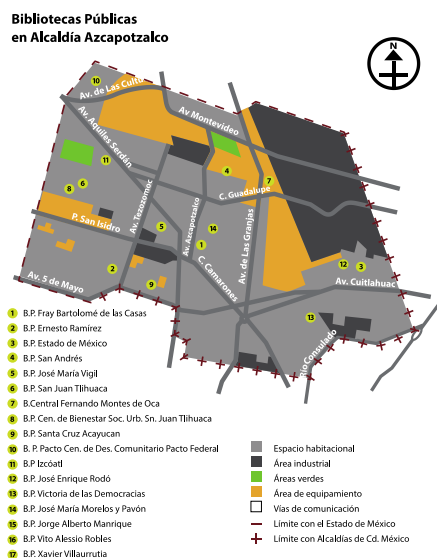 Bibliotecas Públicas
en Alcaldía Azcapotzalco
N
10
Av. de Las Cultu
Av Montevideo
Av. Aquiles Serdán
11
4
7
8
6
C. Guadalupe
Av. Tezozomoc
Av. Azcapotzalco
Av. de Las Granjas
P. San Isidro
5
14
1
12
3
2
9
C. Camarones
Av. 5 de Mayo
Av. Cuitlahuac
13
Río Consulado
1 B.P. Fray Bartolomé de las Casas
2 B.P. Ernesto Ramírez
3 B.P. Estado de México
4 B.P. San Andrés
5 B.P. José María Vigil
6 B.P. San Juan Tlihuaca
7 B.Central Fernando Montes de Oca
8 B.P. Cen. de Bienestar Soc. Urb. Sn. Juan Tlihuaca
9 B.P. Santa Cruz Acayucan
10 B. P. Pacto Cen. de Des. Comunitario Pacto Federal
11 B.P Izcóatl
12 B.P. José Enrique Rodó
13 B.P. Victoria de las Democracias
14 B.P. José María Morelos y Pavón
15 B.P. Jorge Alberto Manrique
16 B.P. Vito Alessio Robles
17 B.P. Xavier Villaurrutia
Espacio habitacional
Área industrial
Áreas verdes
Área de equipamiento
Vías de comunicación
Límite con el Estado de México
Límite con Alcaldías de Cd. México